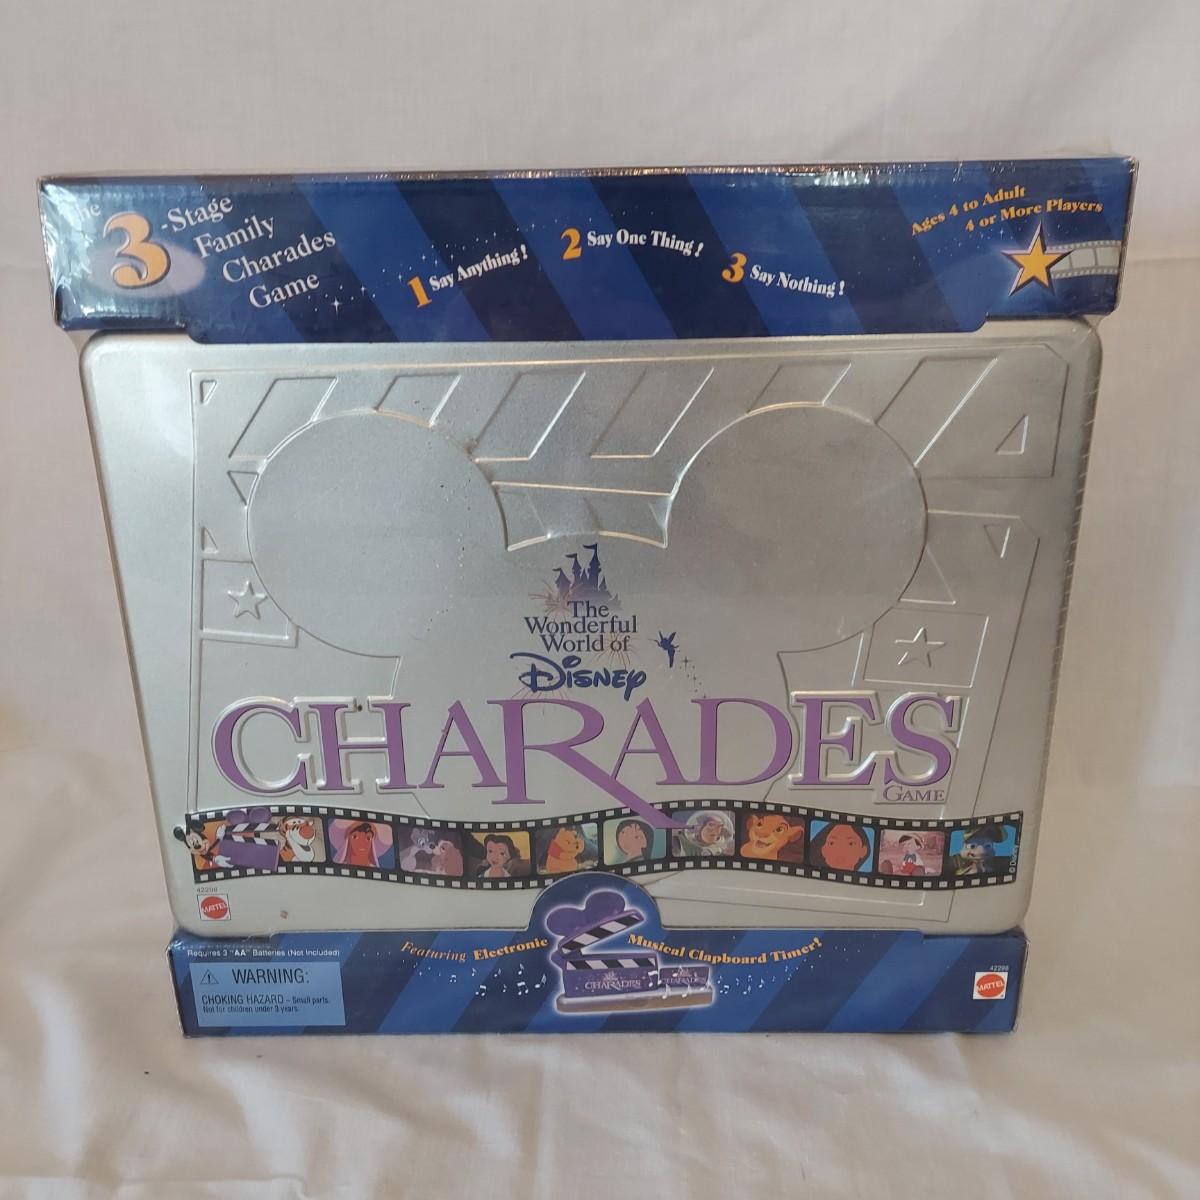 The
3-Stage
Family
Charades
Game
1 Say Anything!
2 Say One Thing!
3 Say Nothing!
Ages 4 to Adult
4 or More Players
The
Wonderful
World of
Disney
CHARADES
GAME
© Disney
42298
MATTEL
Requires 3 "AA" Batteries (Not Included)
WARNING:
CHOKING HAZARD – Small parts.
Not for children under 3 years.
Featuring Electronic Musical Clapboard Timer!
CHARADES
CHARADES
42298
MATTEL